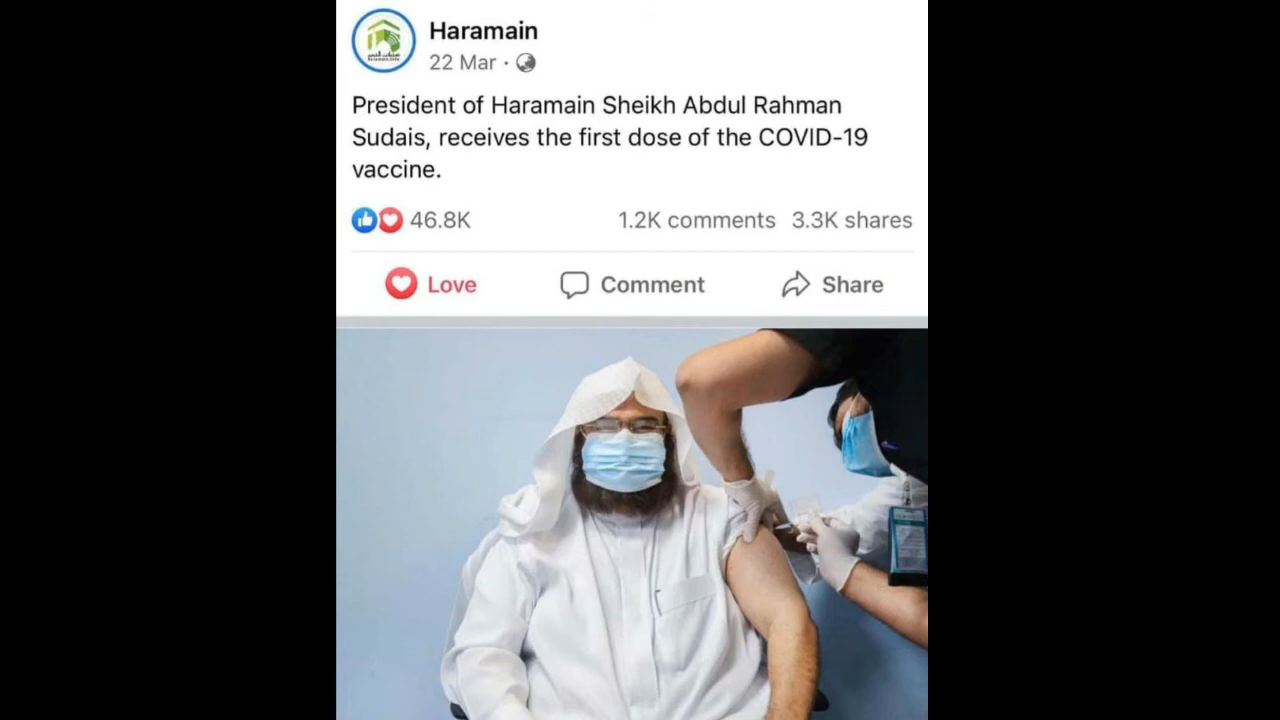 Haramain
22 Mar ·
President of Haramain Sheikh Abdul Rahman
Sudais, receives the first dose of the COVID-19
vaccine.
46.8K 1.2K comments 3.3K shares
Love Comment Share